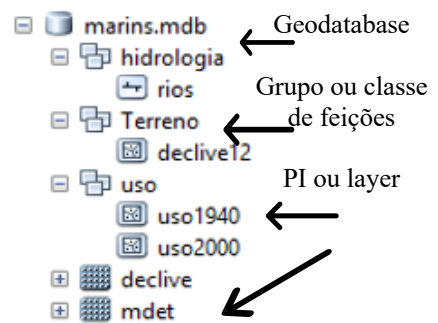 marins.mdb
Geodatabase
hidrologia
rios
Grupo ou classe
de feições
Terreno
declive12
PI ou layer
uso
uso1940
uso2000
declive
mdet